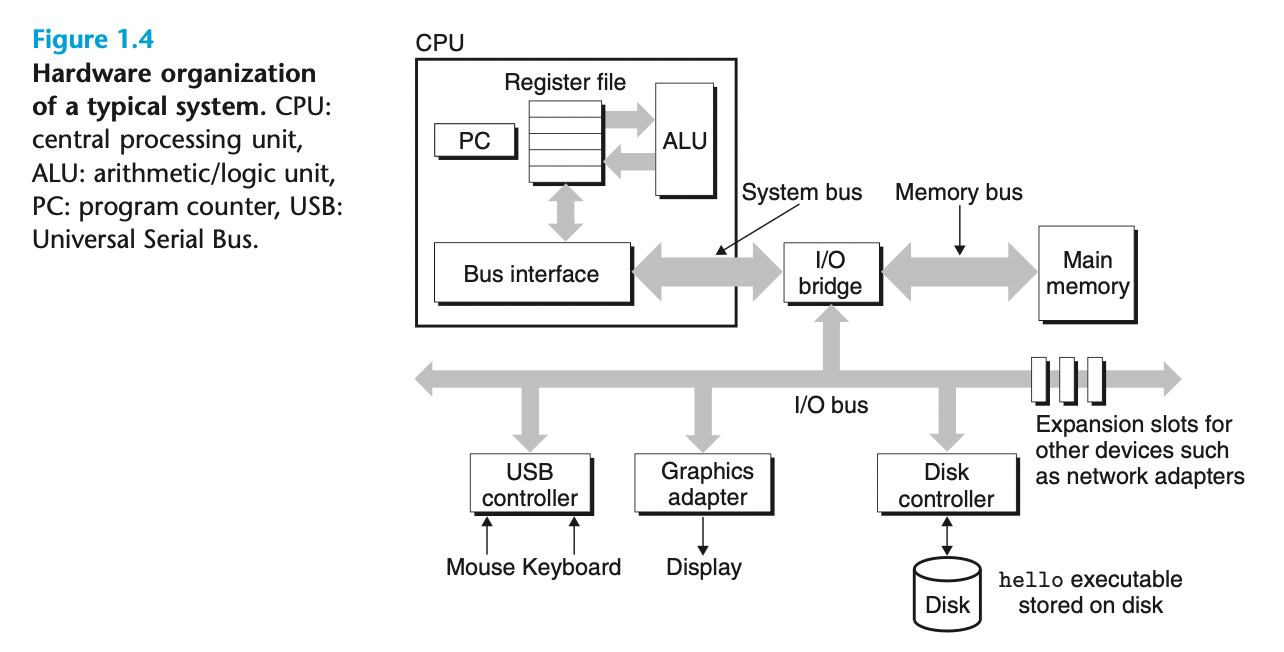 Figure 1.4
Hardware organization
of a typical system. CPU:
central processing unit,
ALU: arithmetic/logic unit,
PC: program counter, USB:
Universal Serial Bus.
CPU
Register file
PC
ALU
System bus
Memory bus
Bus interface
I/O
bridge
Main
memory
I/O bus
Expansion slots for
other devices such
as network adapters
USB
controller
Graphics
adapter
Disk
controller
Mouse Keyboard
Display
Disk
hello executable
stored on disk